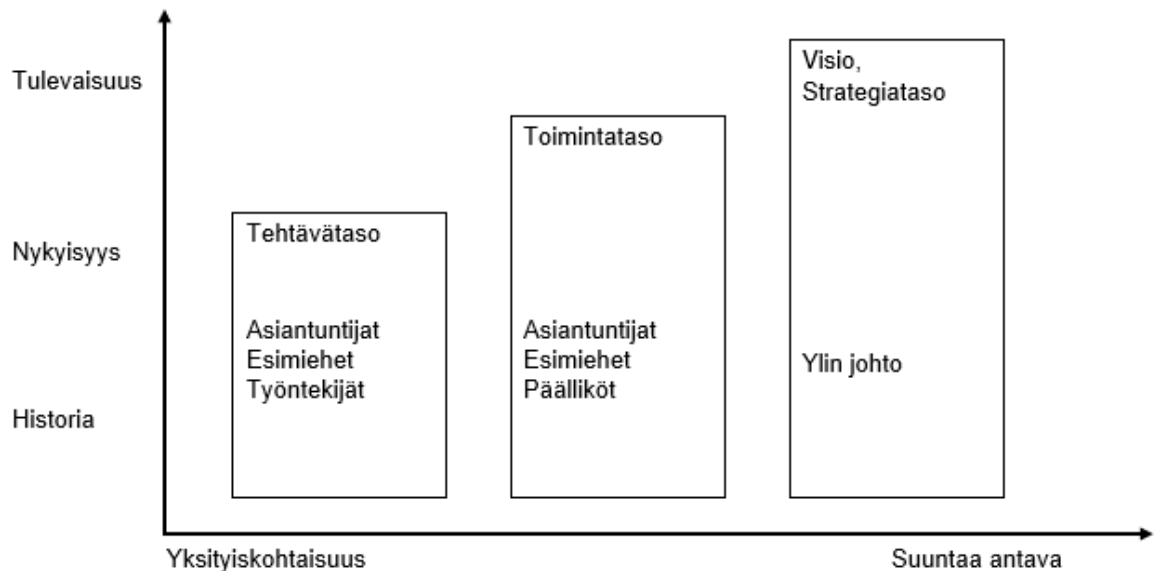 Tulevaisuus
Nykyisyys
Historia
Tehtävätaso
Asiantuntijat
Esimiehet
Työntekijät
Toimintataso
Asiantuntijat
Esimiehet
Päälliköt
Visio,
Strategiataso
Ylin johto
Yksityiskohtaisuus
Suuntaa antava